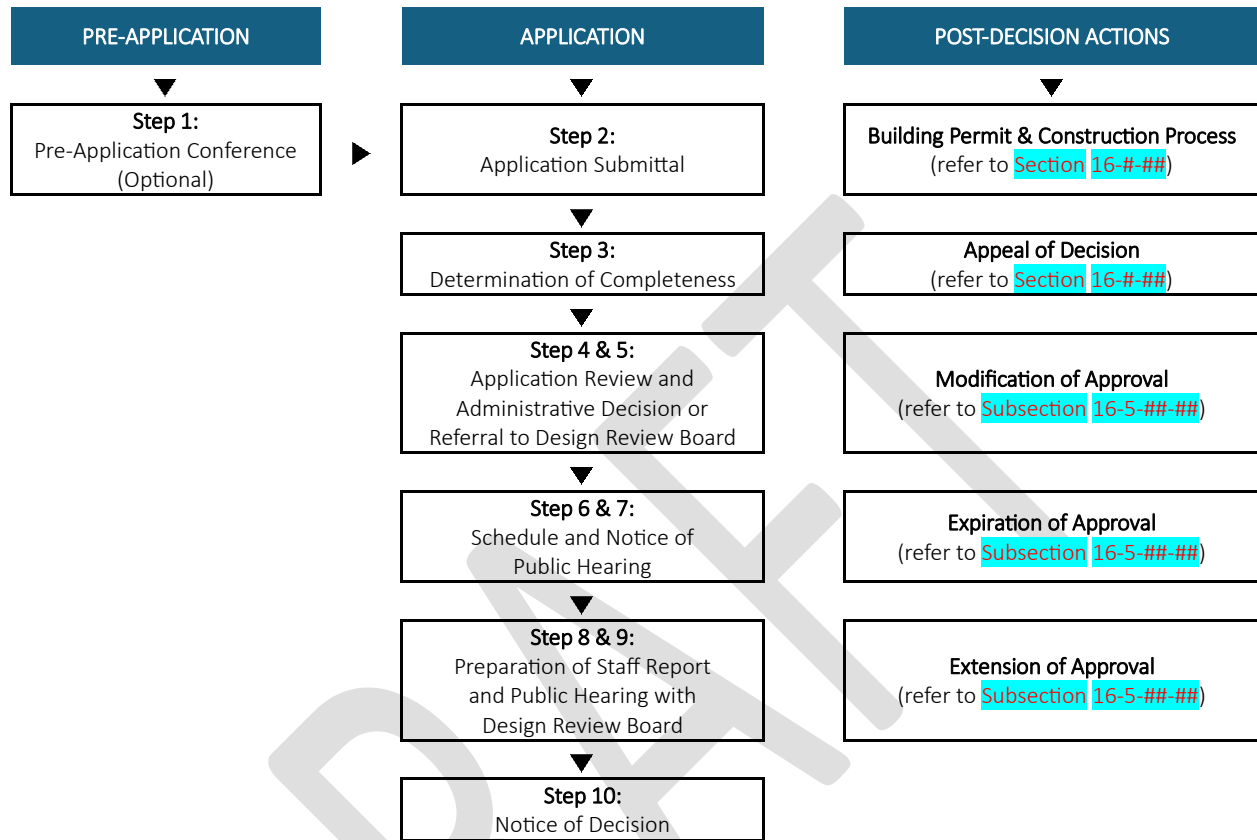 PRE-APPLICATION
Step 1:
Pre-Application Conference
(Optional)
APPLICATION
Step 2:
Application Submittal
Step 3:
Determination of Completeness
Step 4 & 5:
Application Review and
Administrative Decision or
Referral to Design Review Board
Step 6 & 7:
Schedule and Notice of
Public Hearing
Step 8 & 9:
Preparation of Staff Report
and Public Hearing with
Design Review Board
Step 10:
Notice of Decision
POST-DECISION ACTIONS
Building Permit & Construction Process
(refer to Section 16-#-##)
Appeal of Decision
(refer to Section 16-#-##)
Modification of Approval
(refer to Subsection 16-5-##-##)
Expiration of Approval
(refer to Subsection 16-5-##-##)
Extension of Approval
(refer to Subsection 16-5-##-##)
DRAFT